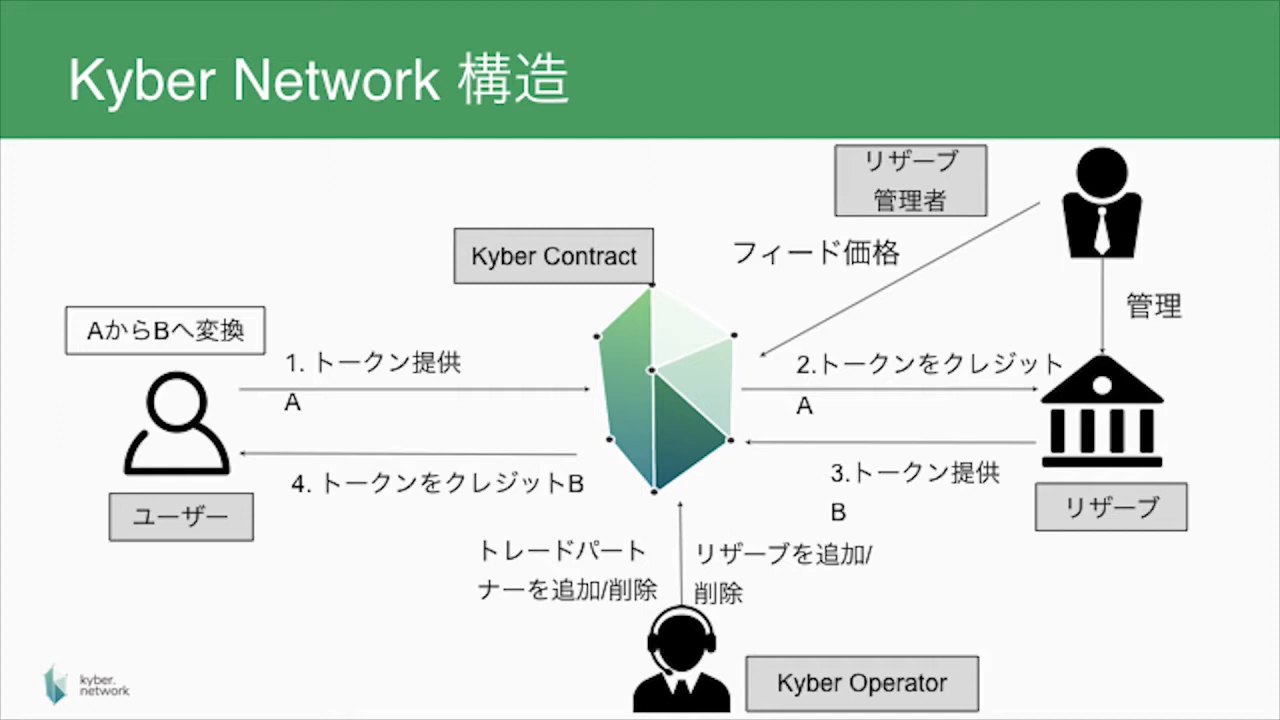 Kyber Network 構造
リザーブ
管理者
Kyber Contract
フィード価格
管理
AからBへ変換
1. トークン提供
A
2.トークンをクレジット
A
4. トークンをクレジットB
3.トークン提供
B
ユーザー
リザーブ
トレードパート
ナーを追加/削除
リザーブを追加/
削除
Kyber Operator
kyber.
network